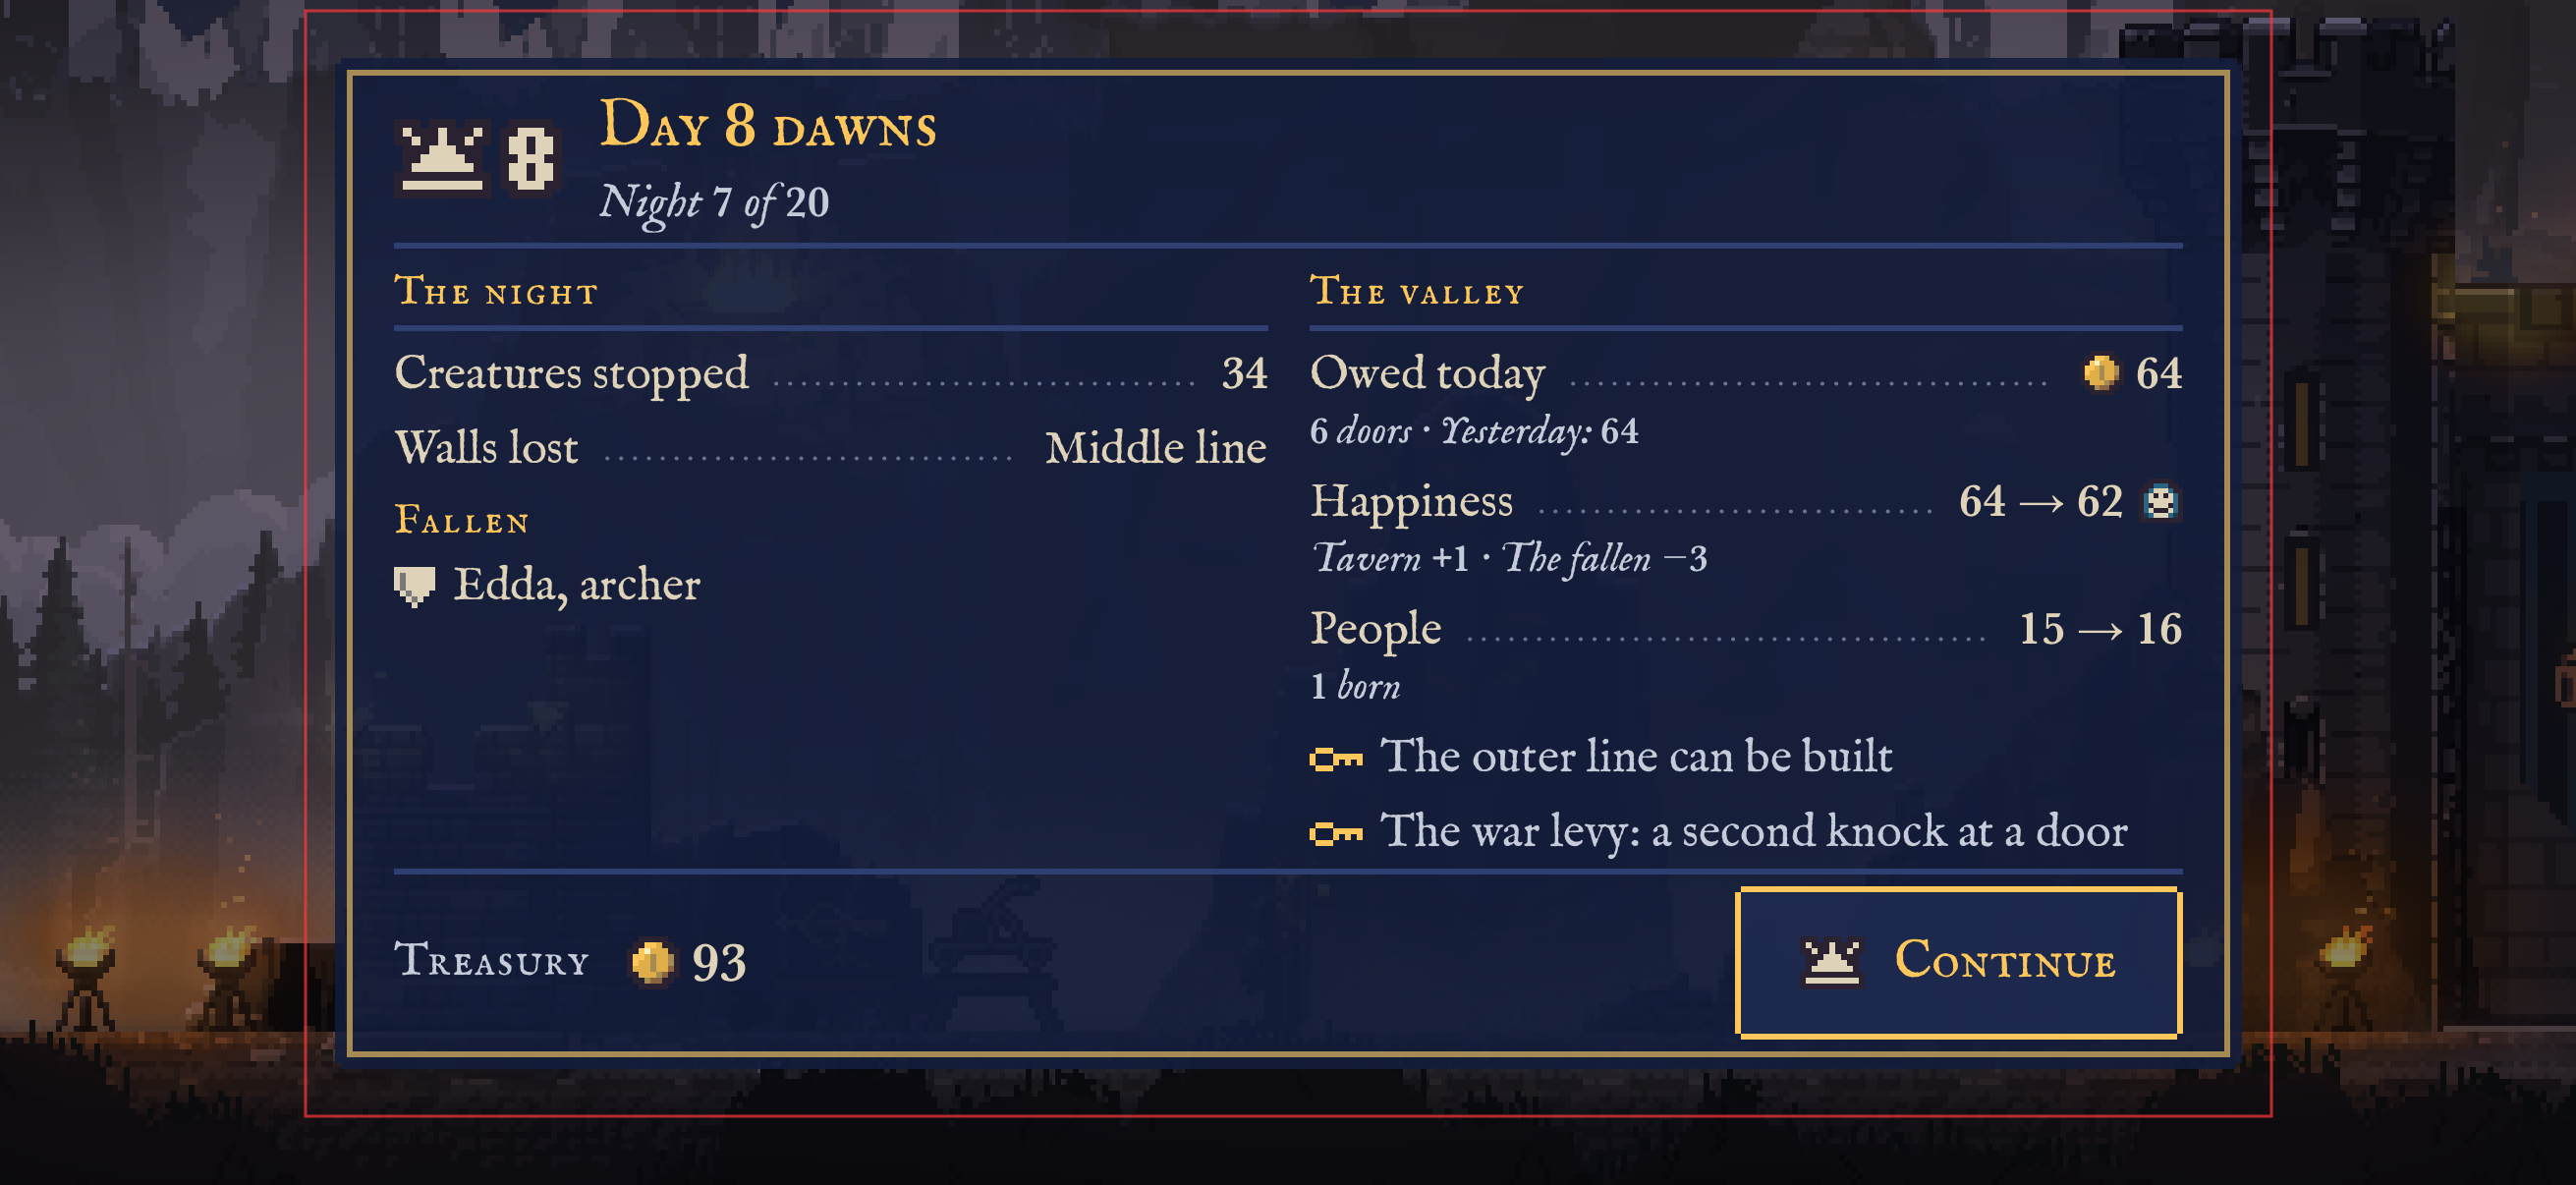 8
Day 8 dawns
Night 7 of 20
The night
Creatures stopped 34
Walls lost Middle line
Fallen
Edda, archer
The valley
Owed today 64
6 doors · Yesterday: 64
Happiness 64 → 62
Tavern +1 · The fallen −3
People 15 → 16
1 born
The outer line can be built
The war levy: a second knock at a door
Treasury 93
Continue